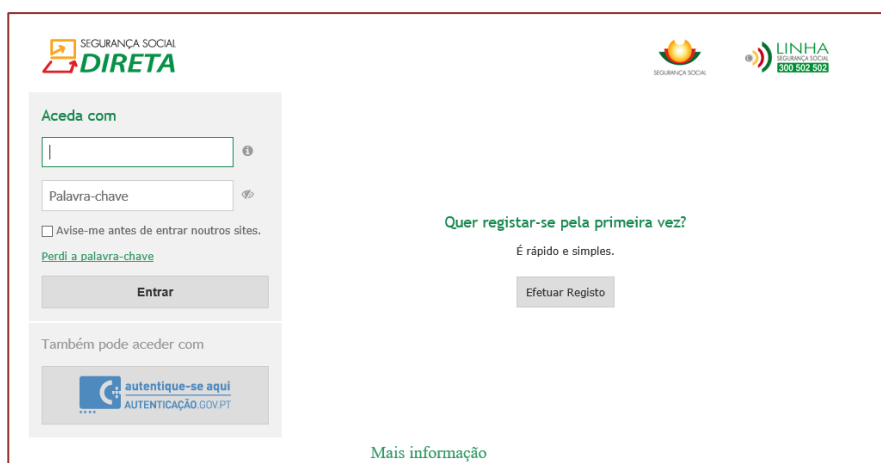 SEGURANÇA SOCIAL
DIRETA
SEGURANÇA SOCIAL
LINHA
SEGURANÇA SOCIAL
300 502 502
Aceda com
Palavra-chave
Avise-me antes de entrar noutros sites.
Perdi a palavra-chave
Entrar
Quer registar-se pela primeira vez?
É rápido e simples.
Efetuar Registo
Também pode aceder com
autentique-se aqui
AUTENTICAÇÃO.GOV.PT
Mais informação